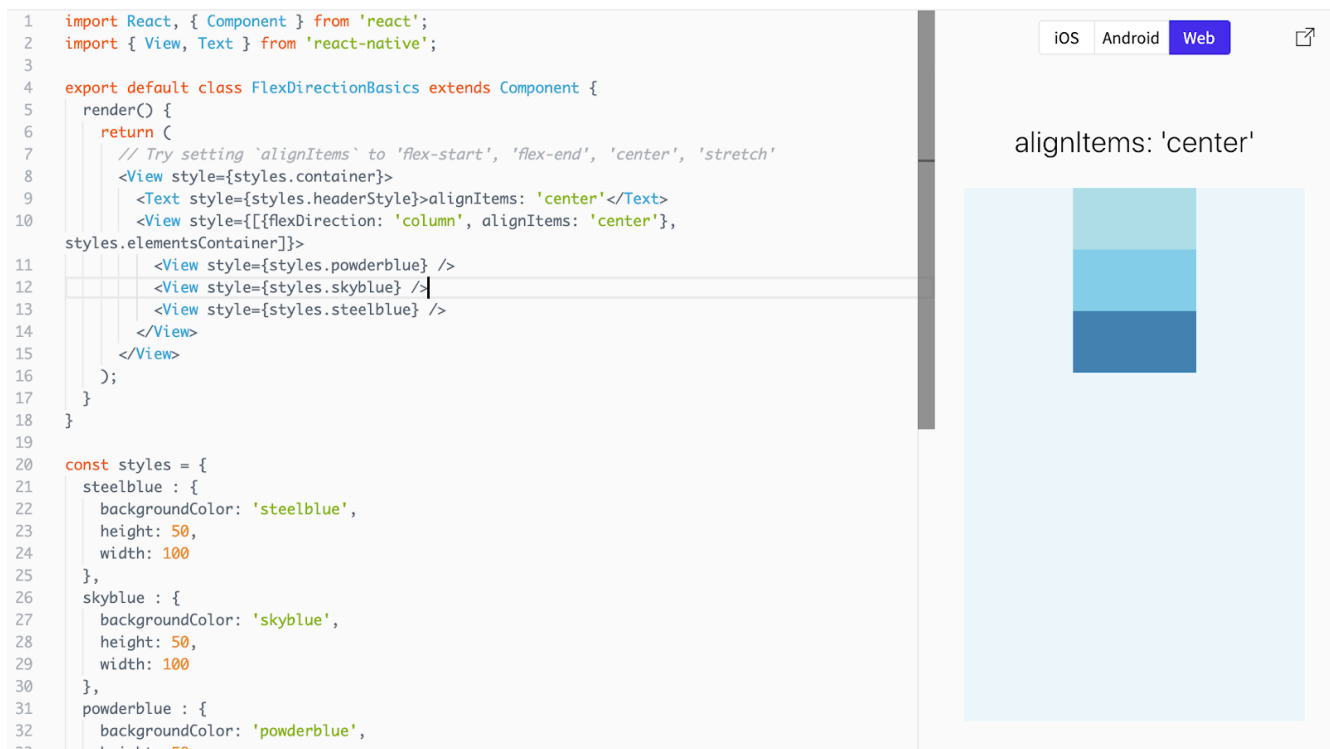 1 import React, { Component } from 'react';
2 import { View, Text } from 'react-native';
3
4 export default class FlexDirectionBasics extends Component {
5 render() {
6 return (
7 // Try setting `alignItems` to 'flex-start', 'flex-end', 'center', 'stretch'
8 <View style={styles.container}>
9 <Text style={styles.headerStyle}>alignItems: 'center'</Text>
10 <View style={[{flexDirection: 'column', alignItems: 'center'},
styles.elementsContainer]}>
11 <View style={styles.powderblue} />
12 <View style={styles.skyblue} />
13 <View style={styles.steelblue} />
14 </View>
15 </View>
16 );
17 }
18 }
19
20 const styles = {
21 steelblue : {
22 backgroundColor: 'steelblue',
23 height: 50,
24 width: 100
25 },
26 skyblue : {
27 backgroundColor: 'skyblue',
28 height: 50,
29 width: 100
30 },
31 powderblue : {
32 backgroundColor: 'powderblue',
iOS Android Web
alignItems: 'center'